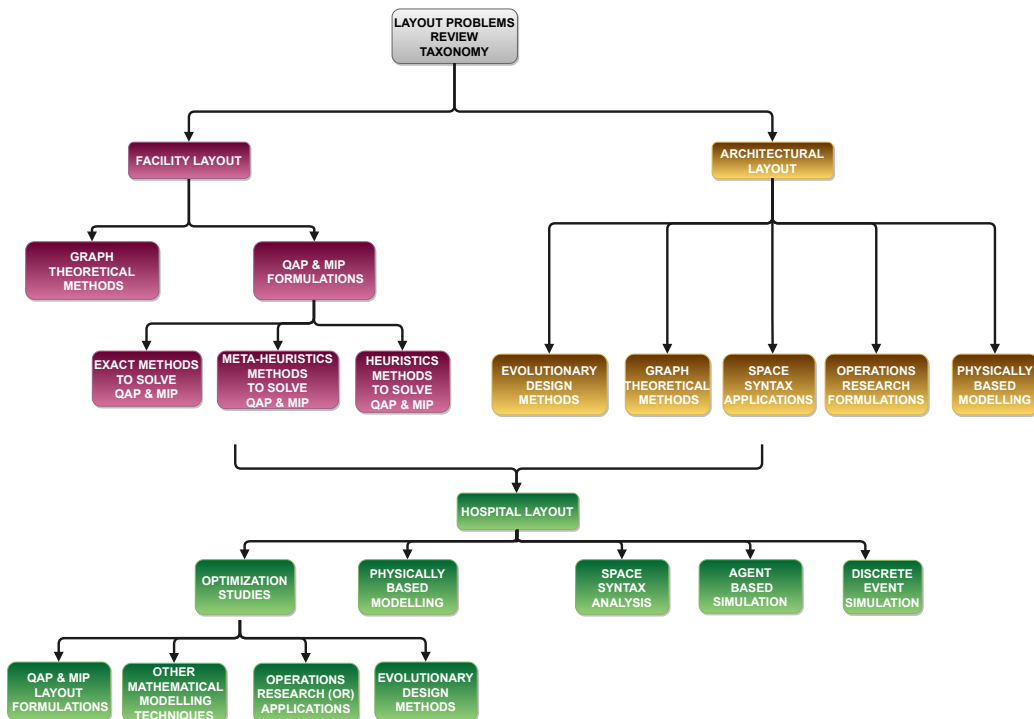 LAYOUT PROBLEMS
REVIEW
TAXONOMY
FACILITY LAYOUT
ARCHITECTURAL
LAYOUT
GRAPH
THEORETICAL
METHODS
QAP & MIP
FORMULATIONS
EXACT METHODS
TO SOLVE
QAP & MIP
META-HEURISTICS
METHODS
TO SOLVE
QAP & MIP
HEURISTICS
METHODS
TO SOLVE
QAP & MIP
EVOLUTIONARY
DESIGN
METHODS
GRAPH
THEORETICAL
METHODS
SPACE
SYNTAX
APPLICATIONS
OPERATIONS
RESEARCH
FORMULATIONS
PHYSICALLY
BASED
MODELLING
HOSPITAL LAYOUT
OPTIMIZATION
STUDIES
PHYSICALLY
BASED
MODELLING
SPACE
SYNTAX
ANALYSIS
AGENT
BASED
SIMULATION
DISCRETE
EVENT
SIMULATION
QAP & MIP
LAYOUT
FORMULATIONS
OTHER
MATHEMATICAL
MODELLING
TECHNIQUES
OPERATIONS
RESEARCH (OR)
APPLICATIONS
EVOLUTIONARY
DESIGN
METHODS